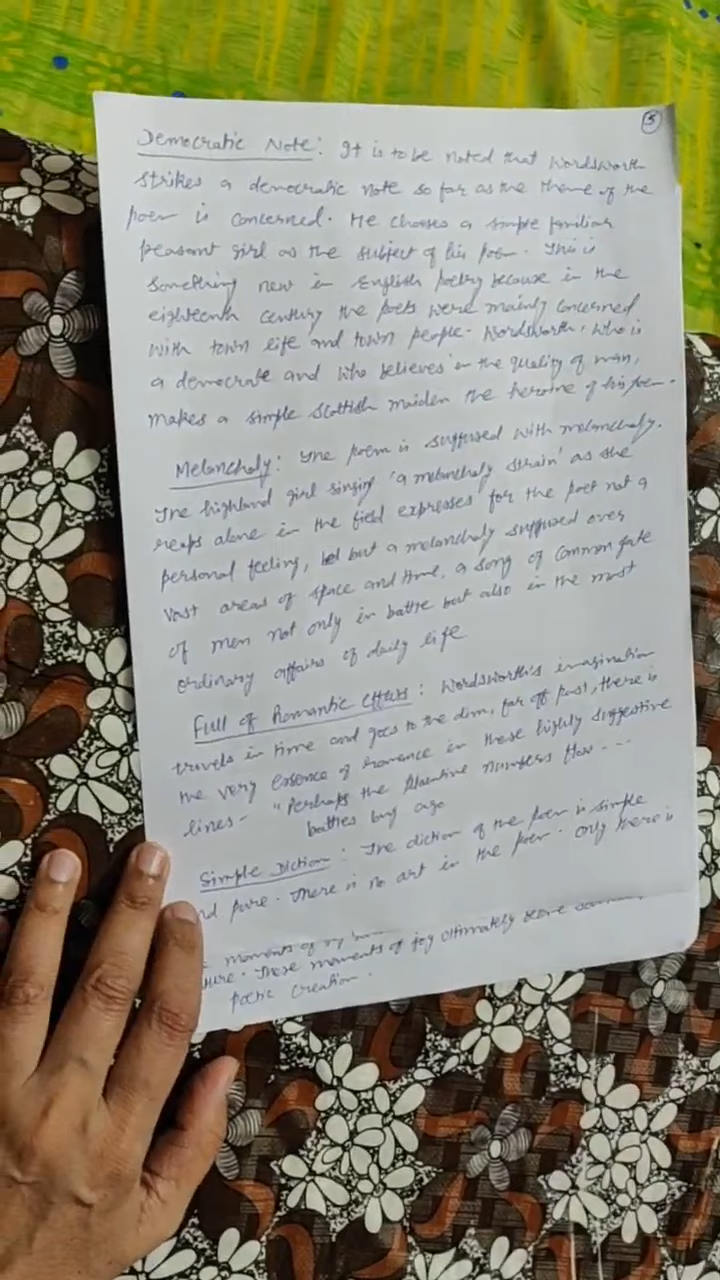 5
Democratic Note: It is to be noted that Wordsworth
strikes a democratic note so far as the theme of the
poem is concerned. He chooses a simple familiar
peasant girl as the subject of his poem. This is
something new in English poetry because in the
eighteenth century the poets were mainly concerned
with town life and town people. Wordsworth, who is
a democrate and who believes in the quality of man,
makes a simple Scottish maiden the heroine of his poem.
Melancholy: The poem is suffused with melancholy.
The highland girl singing 'a melancholy strain' as she
reaps alone in the field expresses for the poet not a
personal feeling, but a melancholy suffused over
vast areas of space and time, a song of common fate
of men not only in battle but also in the most
ordinary affairs of daily life
Full of Romantic Effects: Wordsworth's imagination
travels in time and goes to the dim, far off past, there is
the very essence of romance in these highly suggestive
lines- "Perhaps the Plaintive numbers flow ....
battles long ago
Simple Diction: The diction of the poem is simple
nd pure. There is no art in the poem. Only there is
moments of
ure. These moments of joy ultimately leave
Poetic creation.